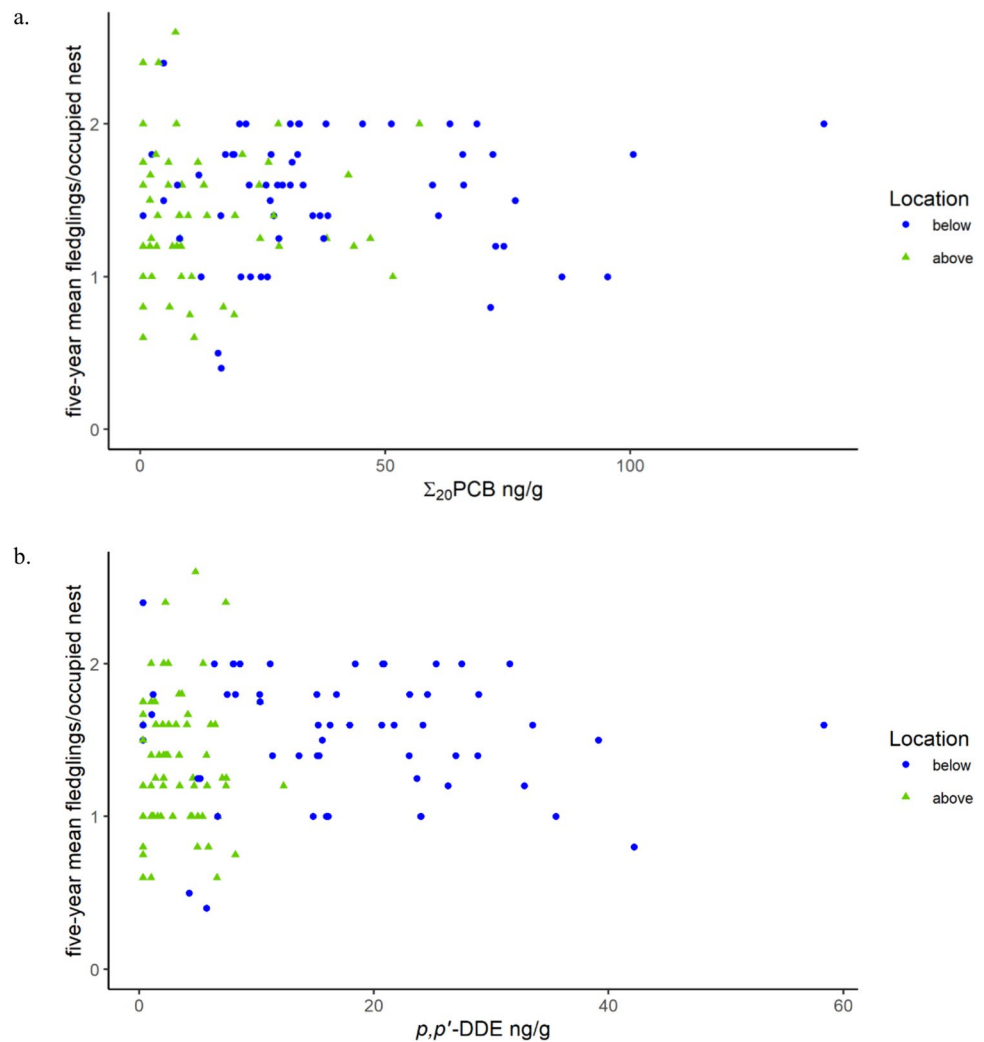 a.
five-year mean fledglings/occupied nest
2
1
0
0
50
100
Σ₂₀PCB ng/g
Location
below
above
b.
five-year mean fledglings/occupied nest
2
1
0
0
20
40
60
p,p′-DDE ng/g
Location
below
above